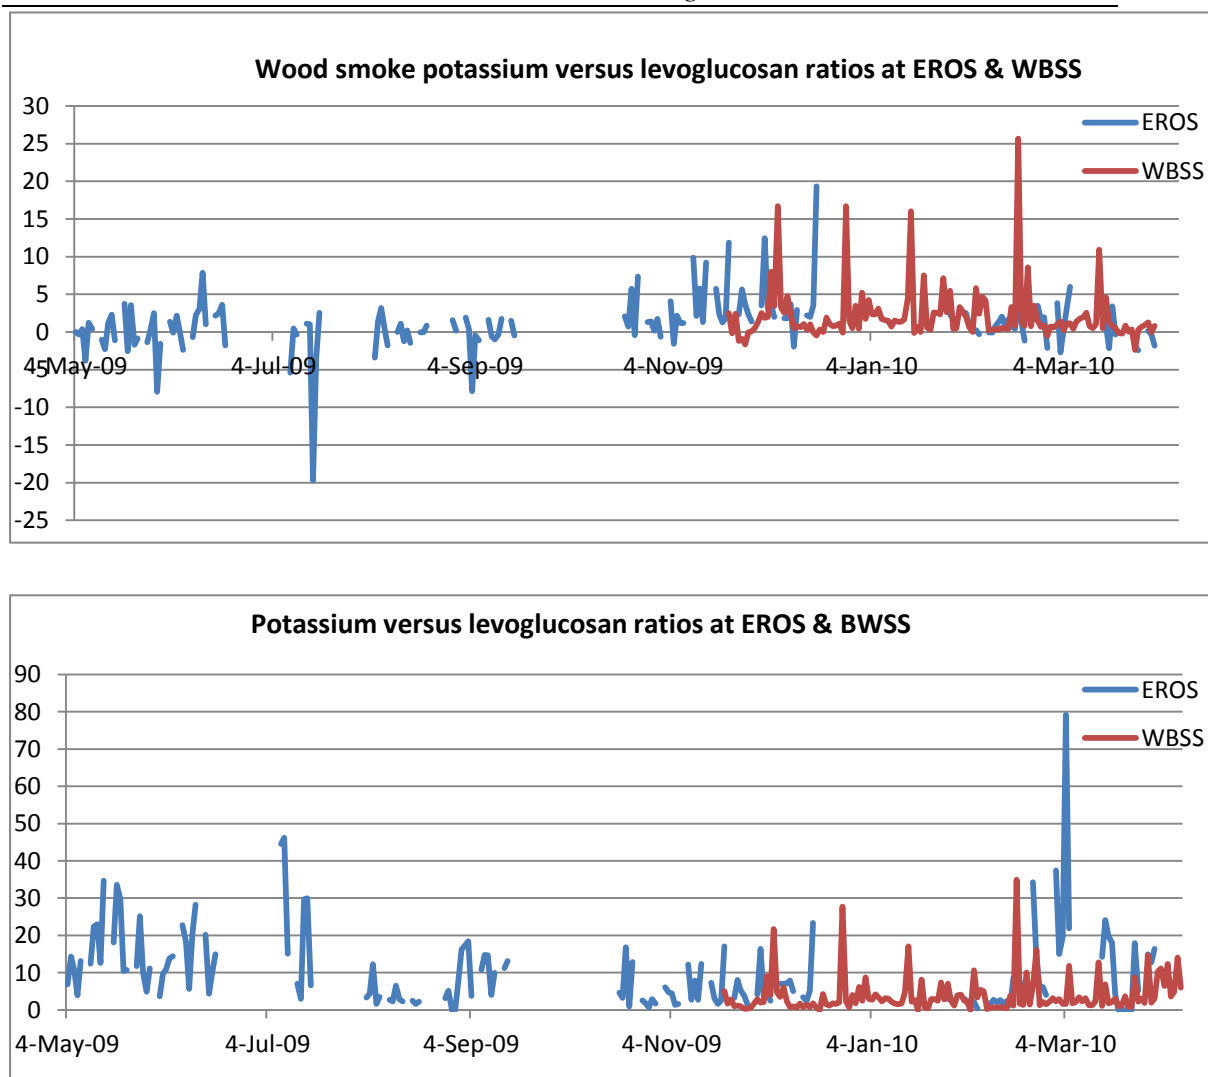 Wood smoke potassium versus levoglucosan ratios at EROS & WBSS
30
EROS
25
WBSS
20
15
10
5
0
4-May-09 4-Jul-09 4-Sep-09 4-Nov-09 4-Jan-10 4-Mar-10
-5
-10
-15
-20
-25
Potassium versus levoglucosan ratios at EROS & BWSS
90
EROS
80
WBSS
70
60
50
40
30
20
10
0
4-May-09 4-Jul-09 4-Sep-09 4-Nov-09 4-Jan-10 4-Mar-10